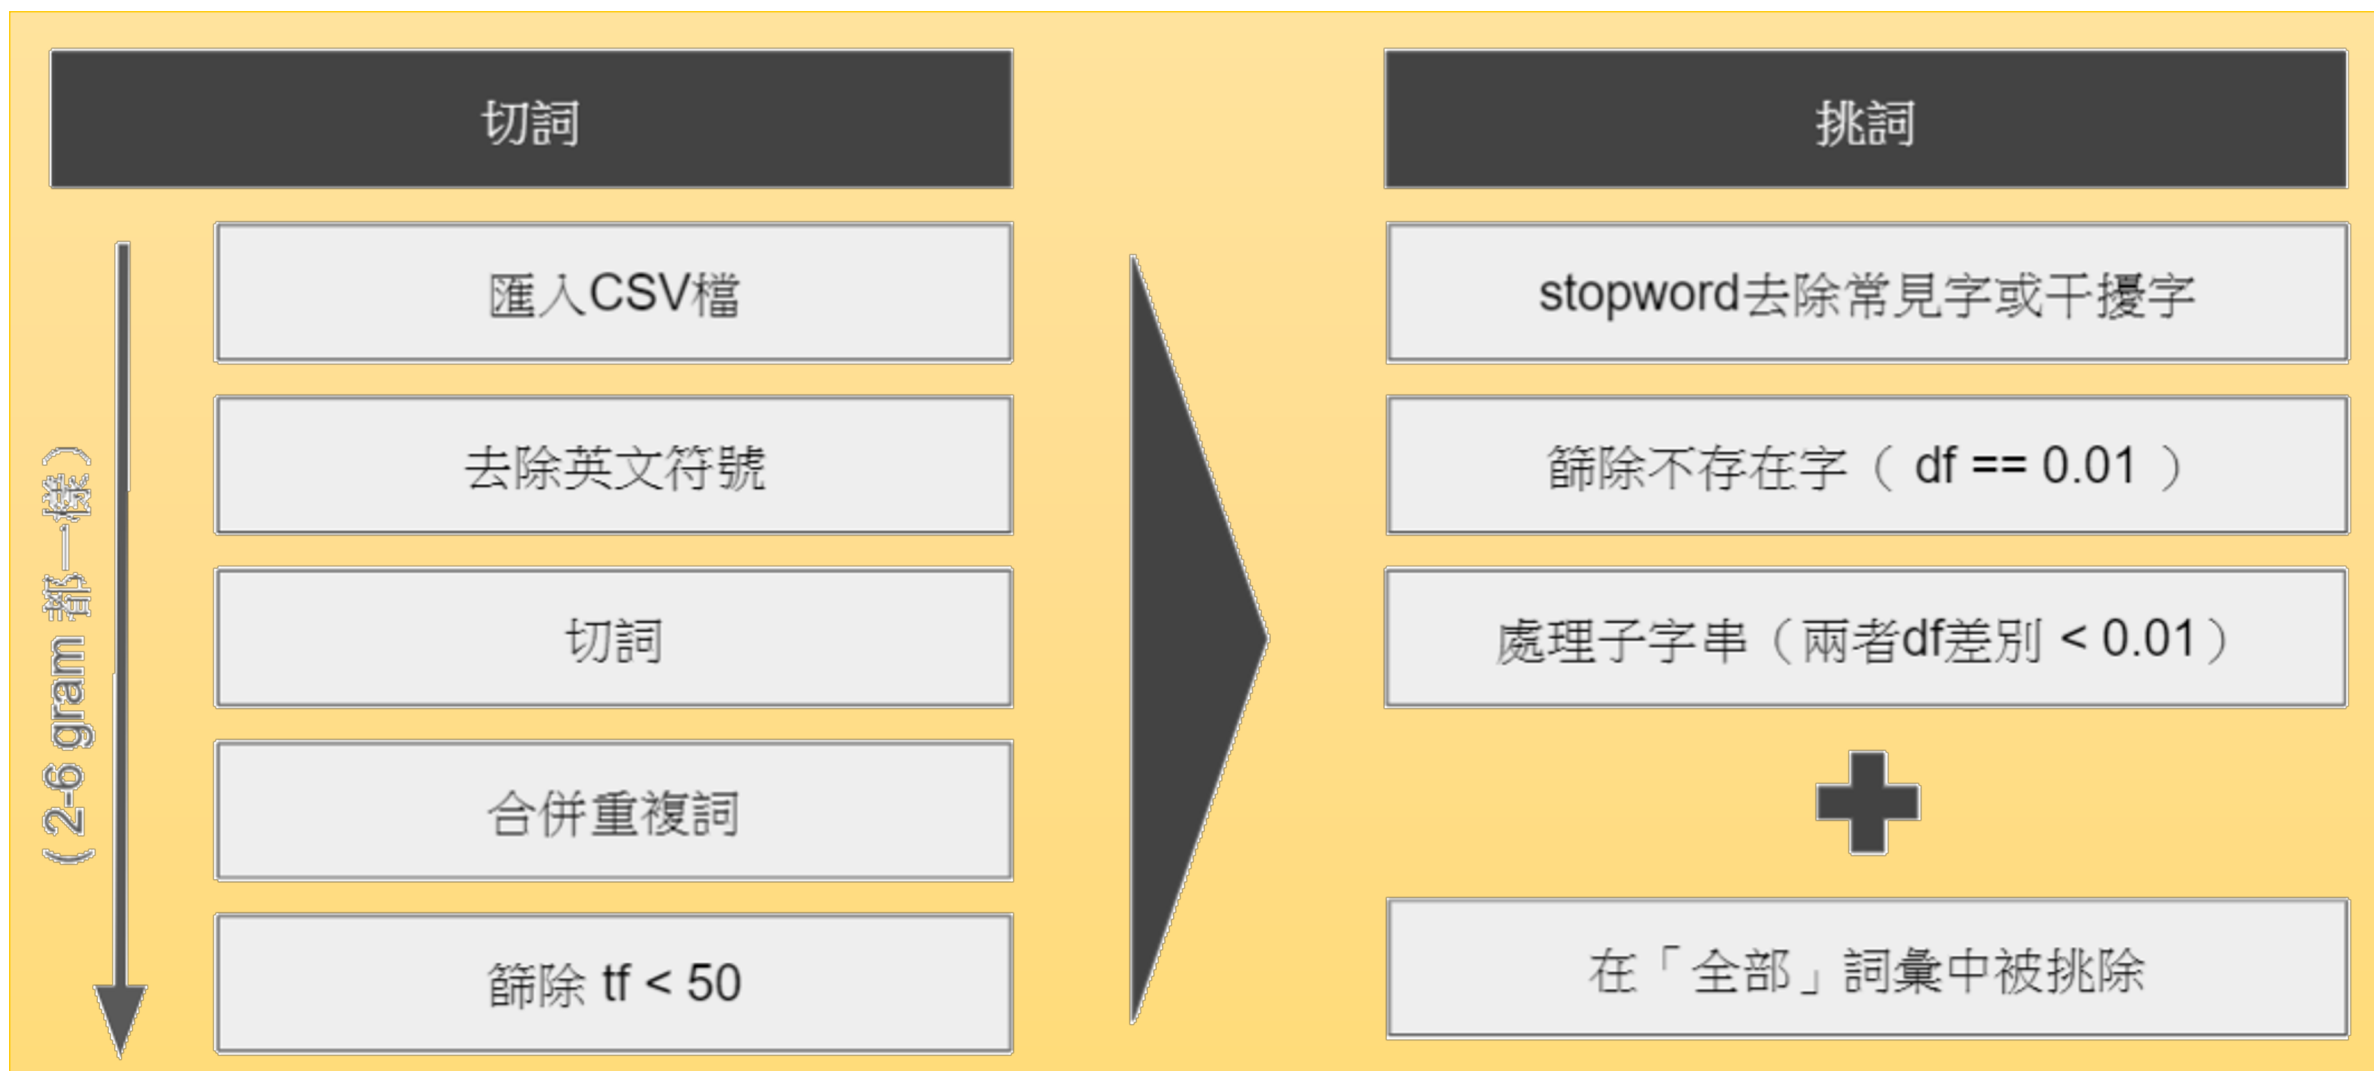 切詞
匯入CSV檔
去除英文符號
切詞
合併重複詞
篩除 tf < 50
（2-6 gram 都一樣）
挑詞
stopword去除常見字或干擾字
篩除不存在字（ df == 0.01 ）
處理子字串（兩者df差別 < 0.01）
在「全部」詞彙中被挑除